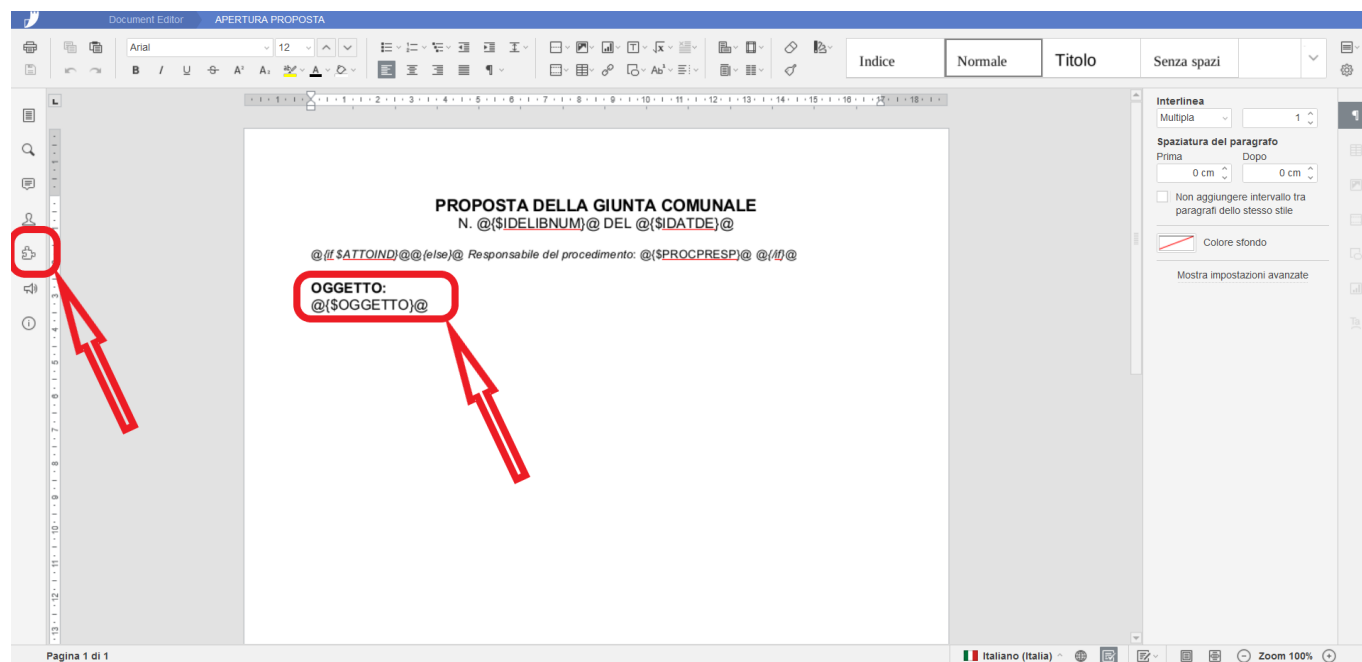 Document Editor APERTURA PROPOSTA
Arial 12
Indice Normale Titolo Senza spazi
Interlinea
Multipla 1
Spaziatura del paragrafo
Prima Dopo
0 cm 0 cm
Non aggiungere intervallo tra
paragrafi dello stesso stile
Colore sfondo
Mostra impostazioni avanzate
PROPOSTA DELLA GIUNTA COMUNALE
N. @{$IDELIBNUM}@ DEL @{$IDATDE}@
@{if $ATTOIND}@@{else}@ Responsabile del procedimento: @{$PROCPRESP}@ @{/if}@
OGGETTO:
@{$OGGETTO}@
Pagina 1 di 1 Italiano (Italia) Zoom 100%